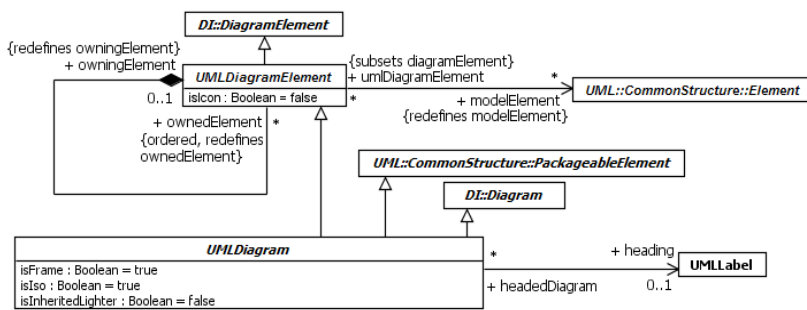 DI::DiagramElement
{redefines owningElement}
+ owningElement
UMLDiagramElement
{subsets diagramElement}
+ umlDiagramElement
*
0..1
isIcon : Boolean = false
*
+ modelElement
{redefines modelElement}
UML::CommonStructure::Element
+ ownedElement
*
{ordered, redefines
ownedElement}
UML::CommonStructure::PackageableElement
DI::Diagram
UMLDiagram
isFrame : Boolean = true
isIso : Boolean = true
isInheritedLighter : Boolean = false
*
+ heading
+ headedDiagram
0..1
UMLLabel